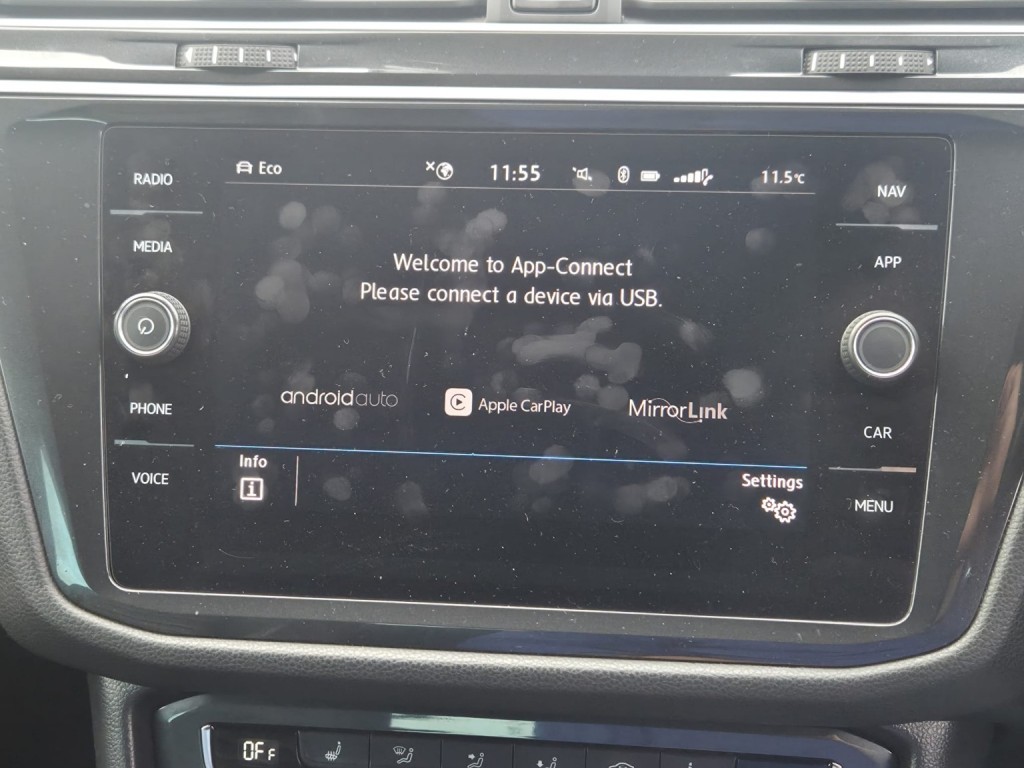 Eco 11:55 11.5°C
RADIO
MEDIA
PHONE
VOICE
Welcome to App-Connect
Please connect a device via USB.
androidauto Apple CarPlay MirrorLink
Info
i
Settings
NAV
APP
CAR
MENU
OFF